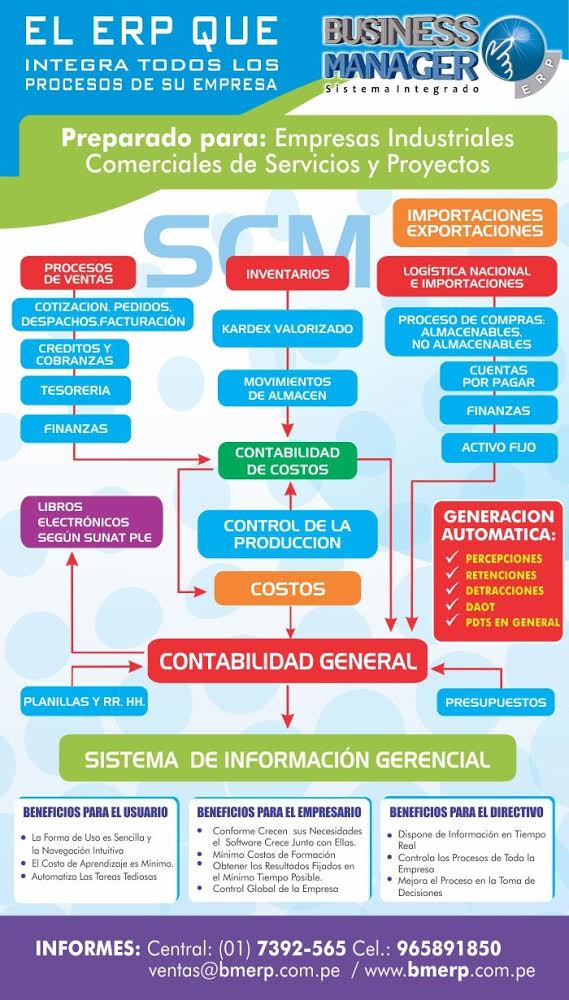 EL ERP QUE
INTEGRA TODOS LOS
PROCESOS DE SU EMPRESA
BUSINESS
MANAGER
Sistema Integrado
ERP
Preparado para: Empresas Industriales
Comerciales de Servicios y Proyectos
SCM
IMPORTACIONES
EXPORTACIONES
PROCESOS
DE VENTAS
COTIZACION, PEDIDOS,
DESPACHOS,FACTURACIÓN
CREDITOS Y
COBRANZAS
TESORERIA
FINANZAS
INVENTARIOS
KARDEX VALORIZADO
MOVIMIENTOS
DE ALMACEN
LOGÍSTICA NACIONAL
E IMPORTACIONES
PROCESO DE COMPRAS:
ALMACENABLES,
NO ALMACENABLES
CUENTAS
POR PAGAR
FINANZAS
ACTIVO FIJO
CONTABILIDAD
DE COSTOS
LIBROS
ELECTRÓNICOS
SEGÚN SUNAT PLE
CONTROL DE LA
PRODUCCION
COSTOS
GENERACION
AUTOMATICA:
PERCEPCIONES
RETENCIONES
DETRACCIONES
DAOT
PDTS EN GENERAL
CONTABILIDAD GENERAL
PLANILLAS Y RR. HH.
PRESUPUESTOS
SISTEMA DE INFORMACIÓN GERENCIAL
BENEFICIOS PARA EL USUARIO
• La Forma de Uso es Sencilla y
la Navegación Intuitiva
• El Costo de Aprendizaje es Mínimo.
• Automatiza Las Tareas Tediosas
BENEFICIOS PARA EL EMPRESARIO
• Conforme Crecen sus Necesidades
el Software Crece Junto con Ellas.
• Mínimo Costos de Formación
• Obtener los Resultados Fijados en
el Mínimo Tiempo Posible.
• Control Global de la Empresa
BENEFICIOS PARA EL DIRECTIVO
• Dispone de Información en Tiempo
Real
• Controla los Procesos de Toda la
Empresa
• Mejora el Proceso en la Toma de
Decisiones
INFORMES: Central: (01) 7392-565 Cel.: 965891850
ventas@bmerp.com.pe / www.bmerp.com.pe